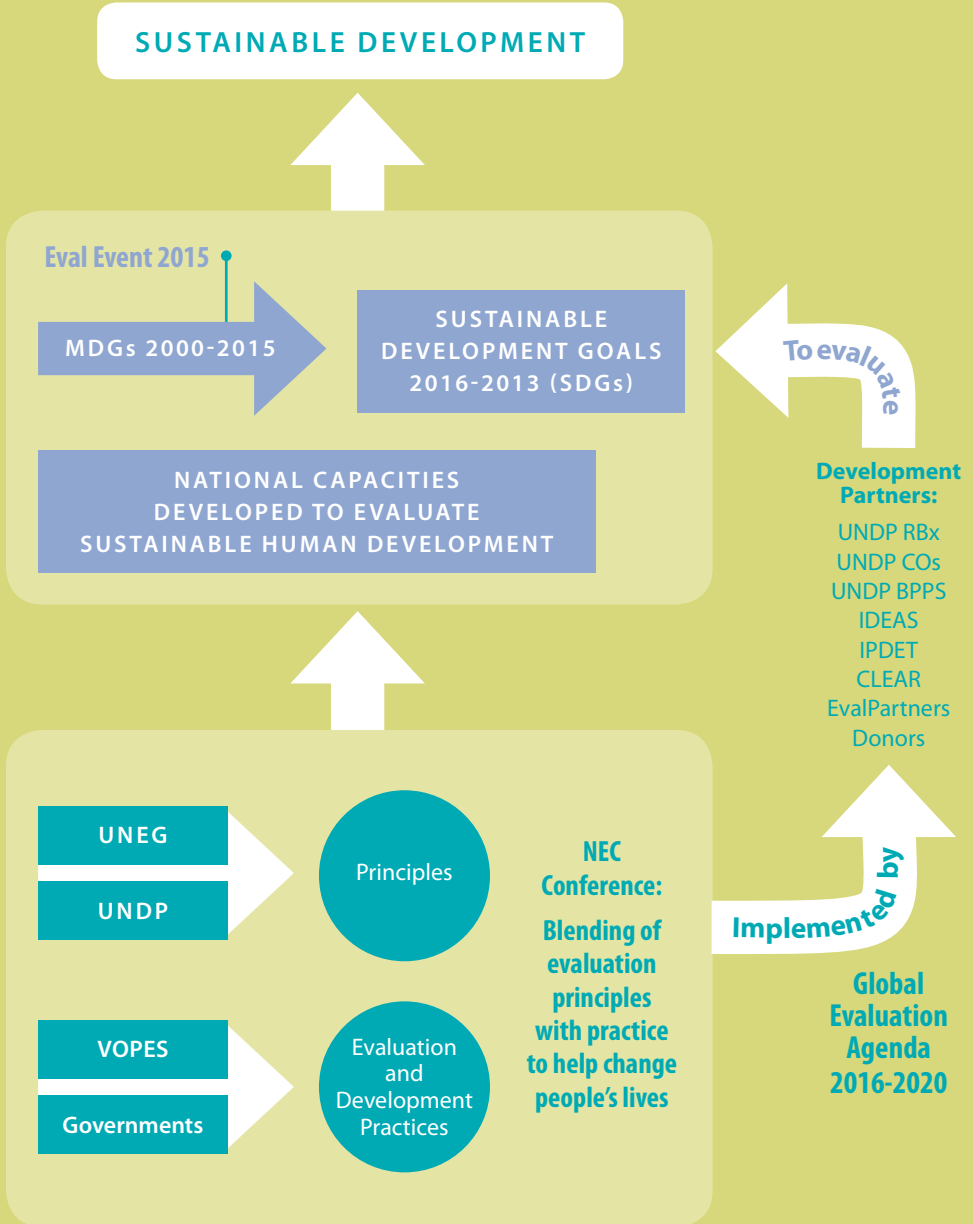 SUSTAINABLE DEVELOPMENT
Eval Event 2015
MDGs 2000-2015
SUSTAINABLE
DEVELOPMENT GOALS
2016-2013 (SDGs)
NATIONAL CAPACITIES
DEVELOPED TO EVALUATE
SUSTAINABLE HUMAN DEVELOPMENT
To evaluate
Development
Partners:
UNDP RBx
UNDP COs
UNDP BPPS
IDEAS
IPDET
CLEAR
EvalPartners
Donors
UNEG
UNDP
Principles
VOPES
Governments
Evaluation
and
Development
Practices
NEC
Conference:
Blending of
evaluation
principles
with practice
to help change
people's lives
Implemented by
Global
Evaluation
Agenda
2016-2020